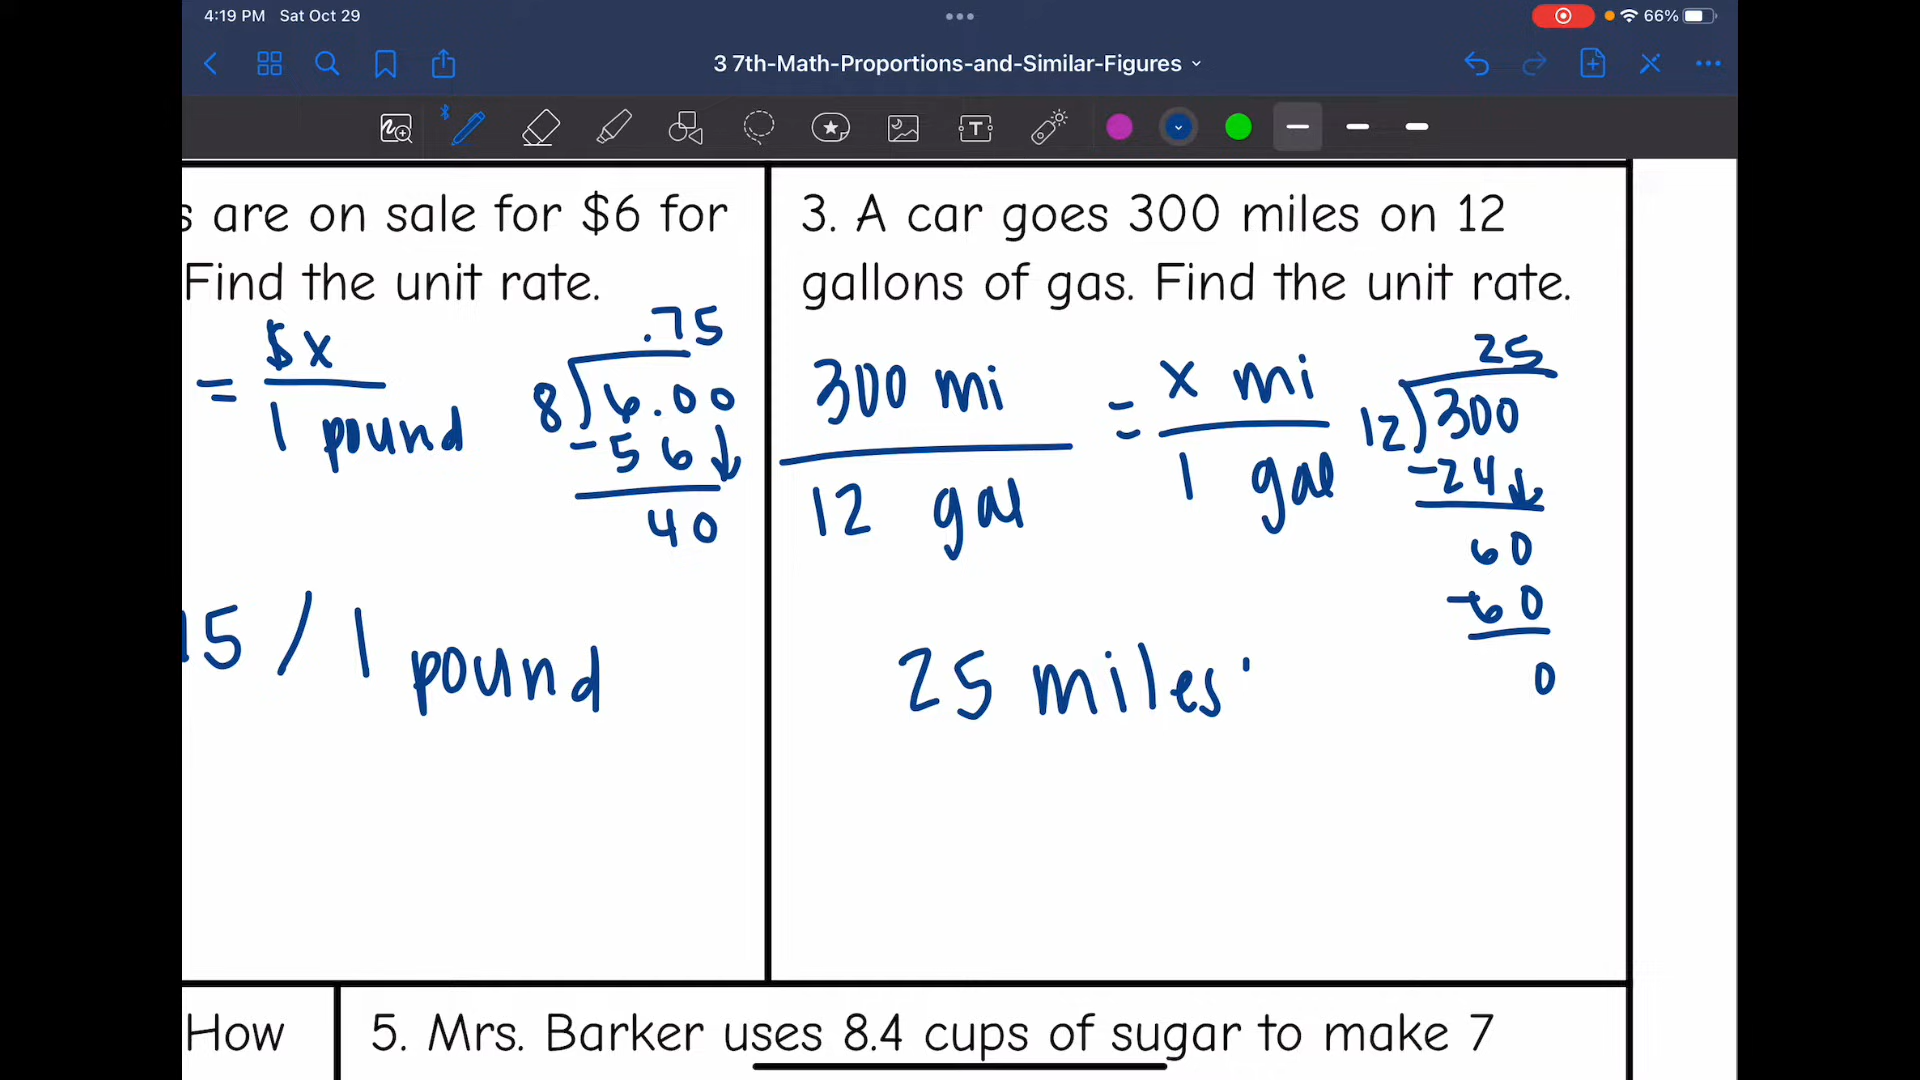 4:19 PM Sat Oct 29
66%
3 7th-Math-Proportions-and-Similar-Figures
s are on sale for $6 for
Find the unit rate.
= $x / 1 pound
.75
8 6.00
-56
40
5 / 1 pound
3. A car goes 300 miles on 12
gallons of gas. Find the unit rate.
300 mi / 12 gal = x mi / 1 gal
25
12 300
-24
60
-60
0
25 miles
How
5. Mrs. Barker uses 8.4 cups of sugar to make 7